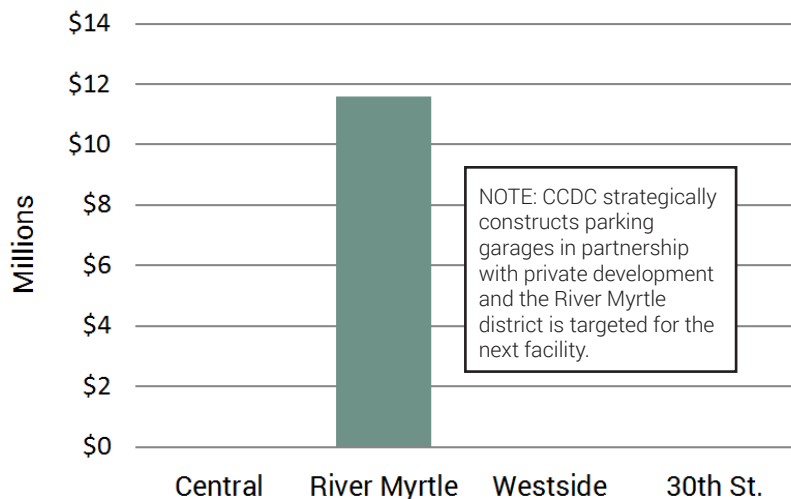 $14
$12
$10
$8
$6
$4
$2
$0
Millions
NOTE: CCDC strategically
constructs parking
garages in partnership
with private development
and the River Myrtle
district is targeted for the
next facility.
Central River Myrtle Westside 30th St.